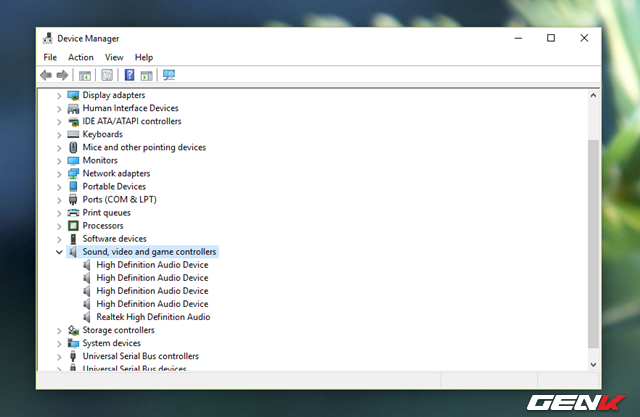 Device Manager
File Action View Help
Display adapters
Human Interface Devices
IDE ATA/ATAPI controllers
Keyboards
Mice and other pointing devices
Monitors
Network adapters
Portable Devices
Ports (COM & LPT)
Print queues
Processors
Software devices
Sound, video and game controllers
High Definition Audio Device
High Definition Audio Device
High Definition Audio Device
High Definition Audio Device
Realtek High Definition Audio
Storage controllers
System devices
Universal Serial Bus controllers
Universal Serial Bus devices
GENK